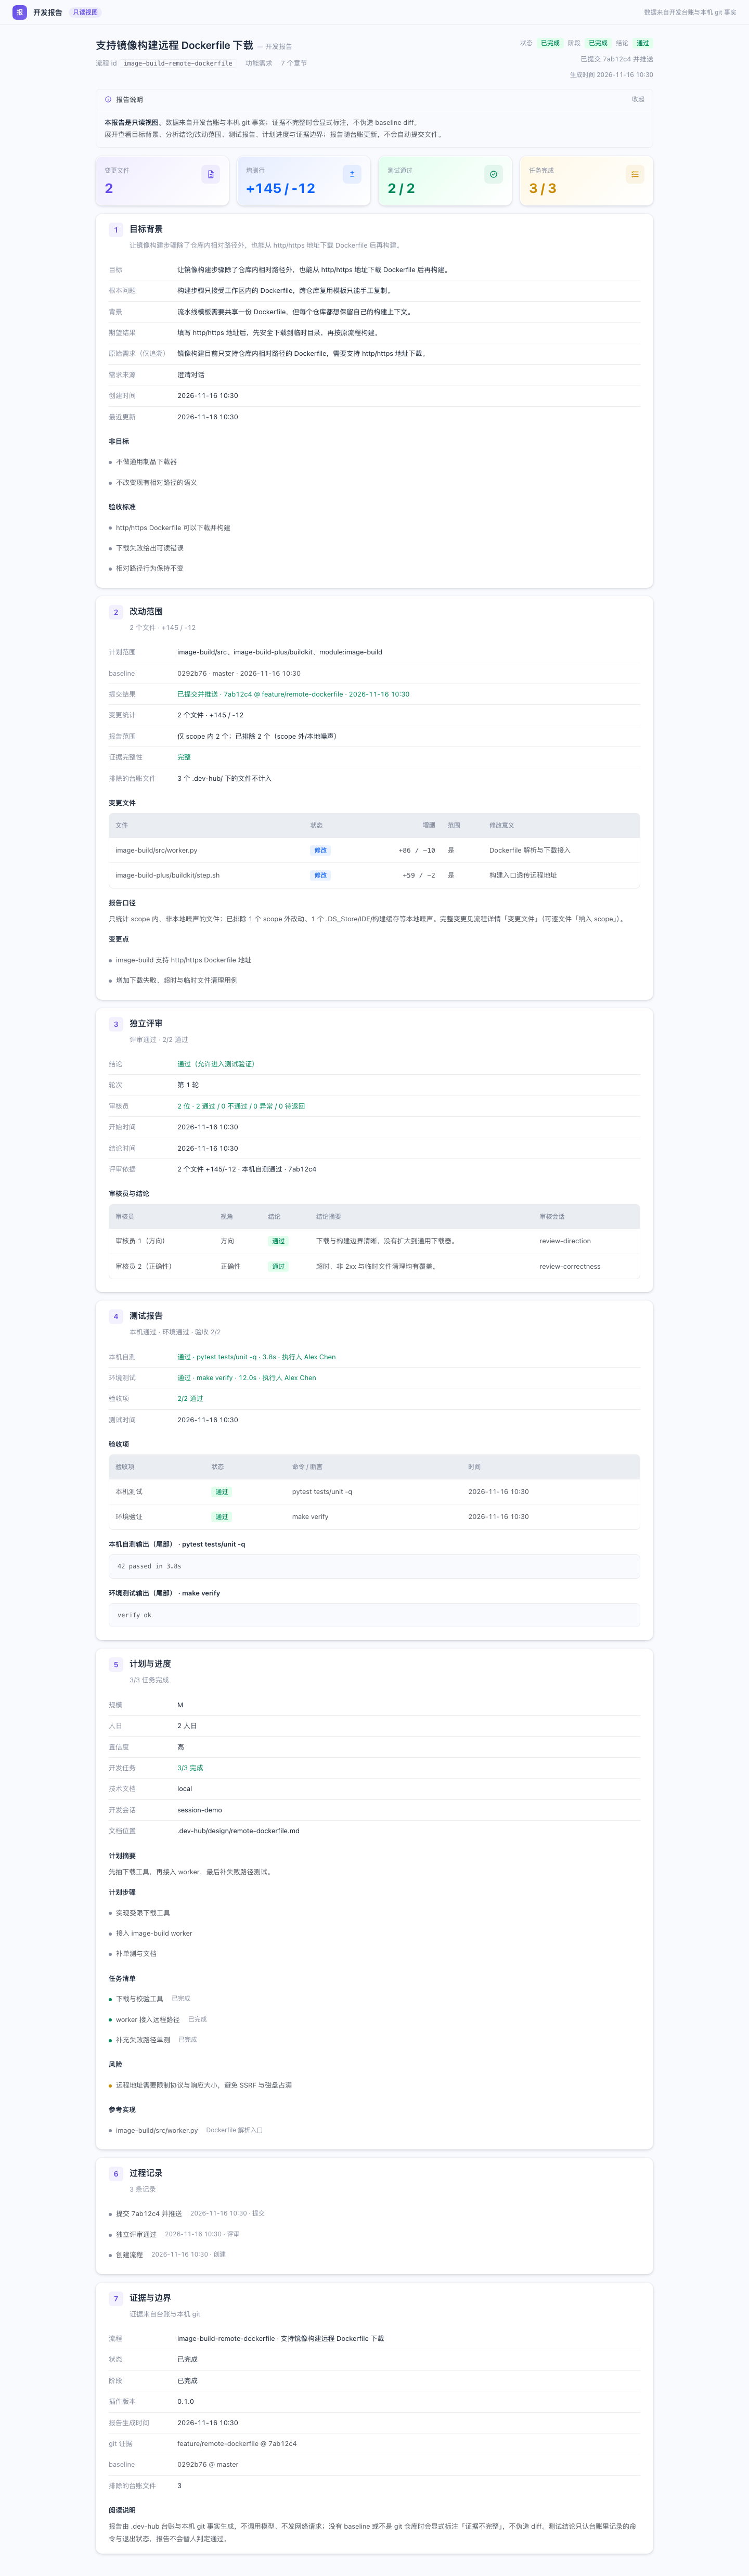 报 开发报告 只读视图 数据来自开发台账与本机 git 事实
支持镜像构建远程 Dockerfile 下载 — 开发报告
流程 id image-build-remote-dockerfile 功能需求 7 个章节
状态 已完成 阶段 已完成 结论 通过
已提交 7ab12c4 并推送
生成时间 2026-11-16 10:30
报告说明 收起
本报告是只读视图。数据来自开发台账与本机 git 事实；证据不完整时会显式标注，不伪造 baseline diff。
展开查看目标背景、分析结论/改动范围、测试报告、计划进度与证据边界；报告随台账更新，不会自动提交文件。
变更文件
2
增删行
+145 / -12
测试通过
2 / 2
任务完成
3 / 3
1 目标背景
让镜像构建步骤除了仓库内相对路径外，也能从 http/https 地址下载 Dockerfile 后再构建。
目标 让镜像构建步骤除了仓库内相对路径外，也能从 http/https 地址下载 Dockerfile 后再构建。
根本问题 构建步骤只接受工作区内的 Dockerfile，跨仓库复用模板只能手工复制。
背景 流水线模板需要共享一份 Dockerfile，但每个仓库都想保留自己的构建上下文。
期望结果 填写 http/https 地址后，先安全下载到临时目录，再按原流程构建。
原始需求（仅追溯） 镜像构建目前只支持仓库内相对路径的 Dockerfile，需要支持 http/https 地址下载。
需求来源 澄清对话
创建时间 2026-11-16 10:30
最近更新 2026-11-16 10:30
非目标
不做通用制品下载器
不改变现有相对路径的语义
验收标准
http/https Dockerfile 可以下载并构建
下载失败给出可读错误
相对路径行为保持不变
2 改动范围
2 个文件 · +145 / -12
计划范围 image-build/src、image-build-plus/buildkit、module:image-build
baseline 0292b76 · master · 2026-11-16 10:30
提交结果 已提交并推送 · 7ab12c4 @ feature/remote-dockerfile · 2026-11-16 10:30
变更统计 2 个文件 · +145 / -12
报告范围 仅 scope 内 2 个；已排除 2 个（scope 外/本地噪声）
证据完整性 完整
排除的台账文件 3 个 .dev-hub/ 下的文件不计入
变更文件
文件 状态 增删 范围 修改意义
image-build/src/worker.py 修改 +86 / −10 是 Dockerfile 解析与下载接入
image-build-plus/buildkit/step.sh 修改 +59 / −2 是 构建入口透传远程地址
报告口径
只统计 scope 内、非本地噪声的文件；已排除 1 个 scope 外改动、1 个 .DS_Store/IDE/构建缓存等本地噪声。完整变更见流程详情「变更文件」（可逐文件「纳入 scope」）。
变更点
image-build 支持 http/https Dockerfile 地址
增加下载失败、超时与临时文件清理用例
3 独立评审
评审通过 · 2/2 通过
结论 通过（允许进入测试验证）
轮次 第 1 轮
审核员 2 位 · 2 通过 / 0 不通过 / 0 异常 / 0 待返回
开始时间 2026-11-16 10:30
结论时间 2026-11-16 10:30
评审依据 2 个文件 +145/-12 · 本机自测通过 · 7ab12c4
审核员与结论
审核员 视角 结论 结论摘要 审核会话
审核员 1（方向） 方向 通过 下载与构建边界清晰，没有扩大到通用下载器。 review-direction
审核员 2（正确性） 正确性 通过 超时、非 2xx 与临时文件清理均有覆盖。 review-correctness
4 测试报告
本机通过 · 环境通过 · 验收 2/2
本机自测 通过 · pytest tests/unit -q · 3.8s · 执行人 Alex Chen
环境测试 通过 · make verify · 12.0s · 执行人 Alex Chen
验收项 2/2 通过
测试时间 2026-11-16 10:30
验收项
验收项 状态 命令 / 断言 时间
本机测试 通过 pytest tests/unit -q 2026-11-16 10:30
环境验证 通过 make verify 2026-11-16 10:30
本机自测输出（尾部） · pytest tests/unit -q
42 passed in 3.8s
环境测试输出（尾部） · make verify
verify ok
5 计划与进度
3/3 任务完成
规模 M
人日 2 人日
置信度 高
开发任务 3/3 完成
技术文档 local
开发会话 session-demo
文档位置 .dev-hub/design/remote-dockerfile.md
计划摘要
先抽下载工具，再接入 worker，最后补失败路径测试。
计划步骤
实现受限下载工具
接入 image-build worker
补单测与文档
任务清单
下载与校验工具 已完成
worker 接入远程路径 已完成
补充失败路径单测 已完成
风险
远程地址需要限制协议与响应大小，避免 SSRF 与磁盘占满
参考实现
image-build/src/worker.py Dockerfile 解析入口
6 过程记录
3 条记录
提交 7ab12c4 并推送 2026-11-16 10:30 · 提交
独立评审通过 2026-11-16 10:30 · 评审
创建流程 2026-11-16 10:30 · 创建
7 证据与边界
证据来自台账与本机 git
流程 image-build-remote-dockerfile · 支持镜像构建远程 Dockerfile 下载
状态 已完成
阶段 已完成
插件版本 0.1.0
报告生成时间 2026-11-16 10:30
git 证据 feature/remote-dockerfile @ 7ab12c4
baseline 0292b76 @ master
排除的台账文件 3
阅读说明
报告由 .dev-hub 台账与本机 git 事实生成，不调用模型、不发网络请求；没有 baseline 或不是 git 仓库时会显式标注「证据不完整」，不伪造 diff。测试结论只认台账里记录的命
令与退出状态，报告不会替人判定通过。